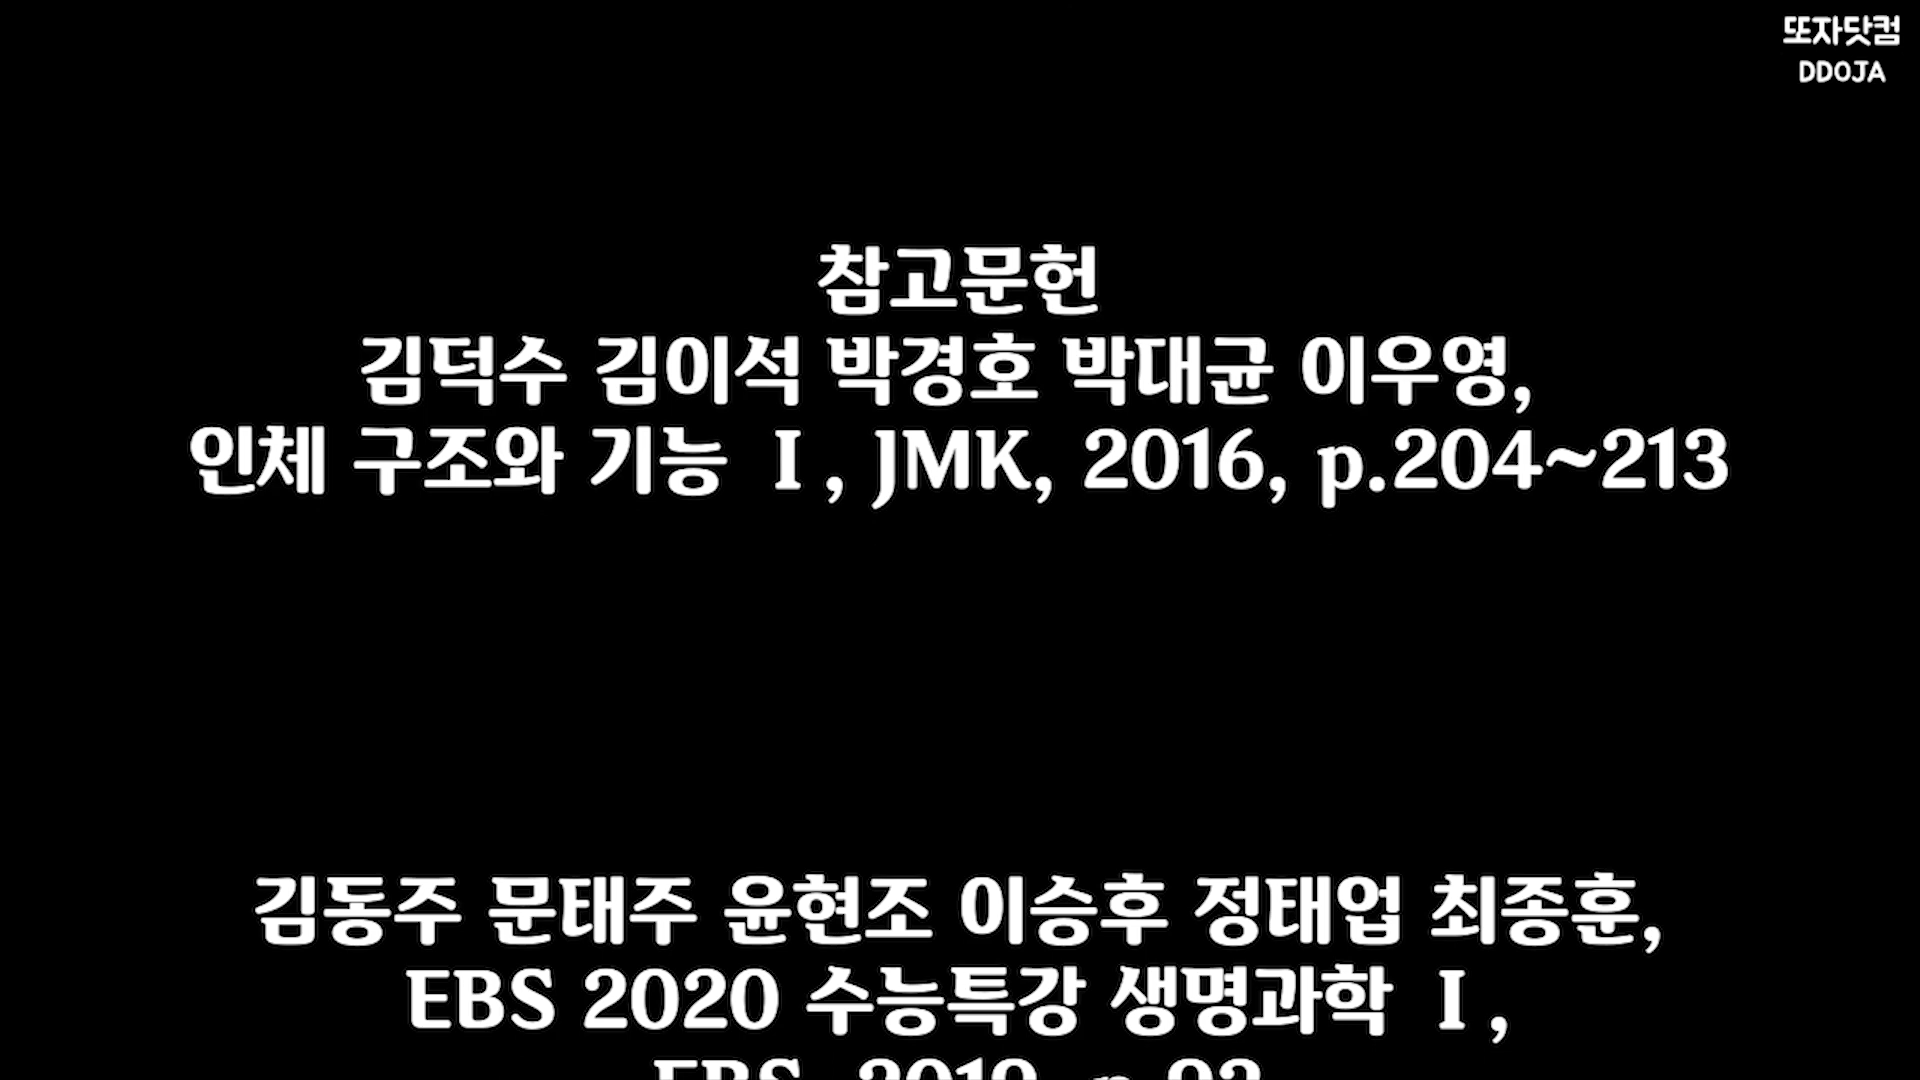 또자닷컴
DDOJA
참고문헌
김덕수 김이석 박경호 박대균 이우영,
인체 구조와 기능 Ⅰ, JMK, 2016, p.204~213
김동주 문태주 윤현조 이승후 정태업 최종훈,
EBS 2020 수능특강 생명과학 Ⅰ,
EBS, 2019, p.